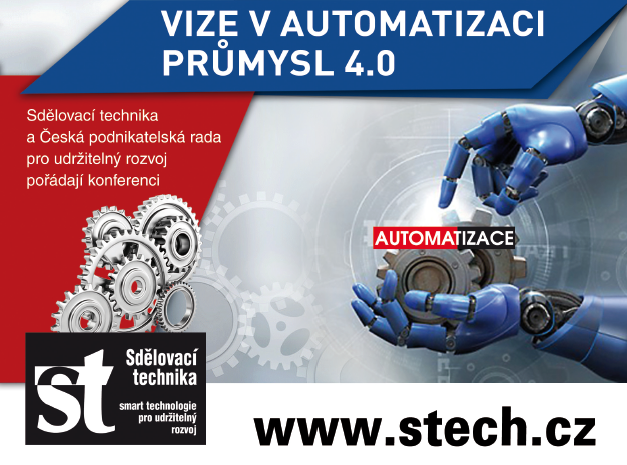 VIZE V AUTOMATIZACI
PRŮMYSL 4.0
Sdělovací technika
a Česká podnikatelská rada
pro udržitelný rozvoj
pořádají konferenci
AUTOMATIZACE
st
Sdělovací
technika
smart technologie
pro udržitelný
rozvoj
www.stech.cz